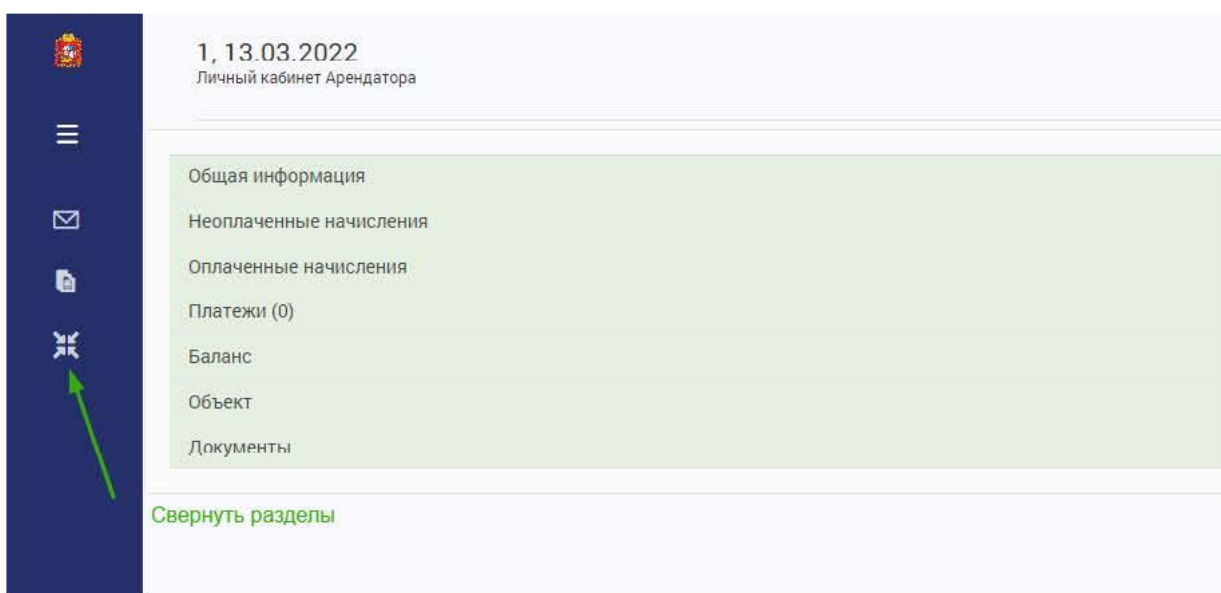 1, 13.03.2022
Личный кабинет Арендатора
Общая информация
Неоплаченные начисления
Оплаченные начисления
Платежи (0)
Баланс
Объект
Документы
Свернуть разделы